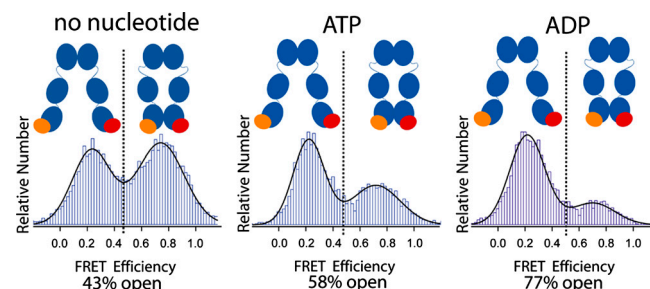 no nucleotide
ATP
ADP
Relative Number
Relative Number
Relative Number
0.0 0.2 0.4 0.6 0.8 1.0
0.0 0.2 0.4 0.6 0.8 1.0
0.0 0.2 0.4 0.6 0.8 1.0
FRET Efficiency
FRET Efficiency
FRET Efficiency
43% open
58% open
77% open